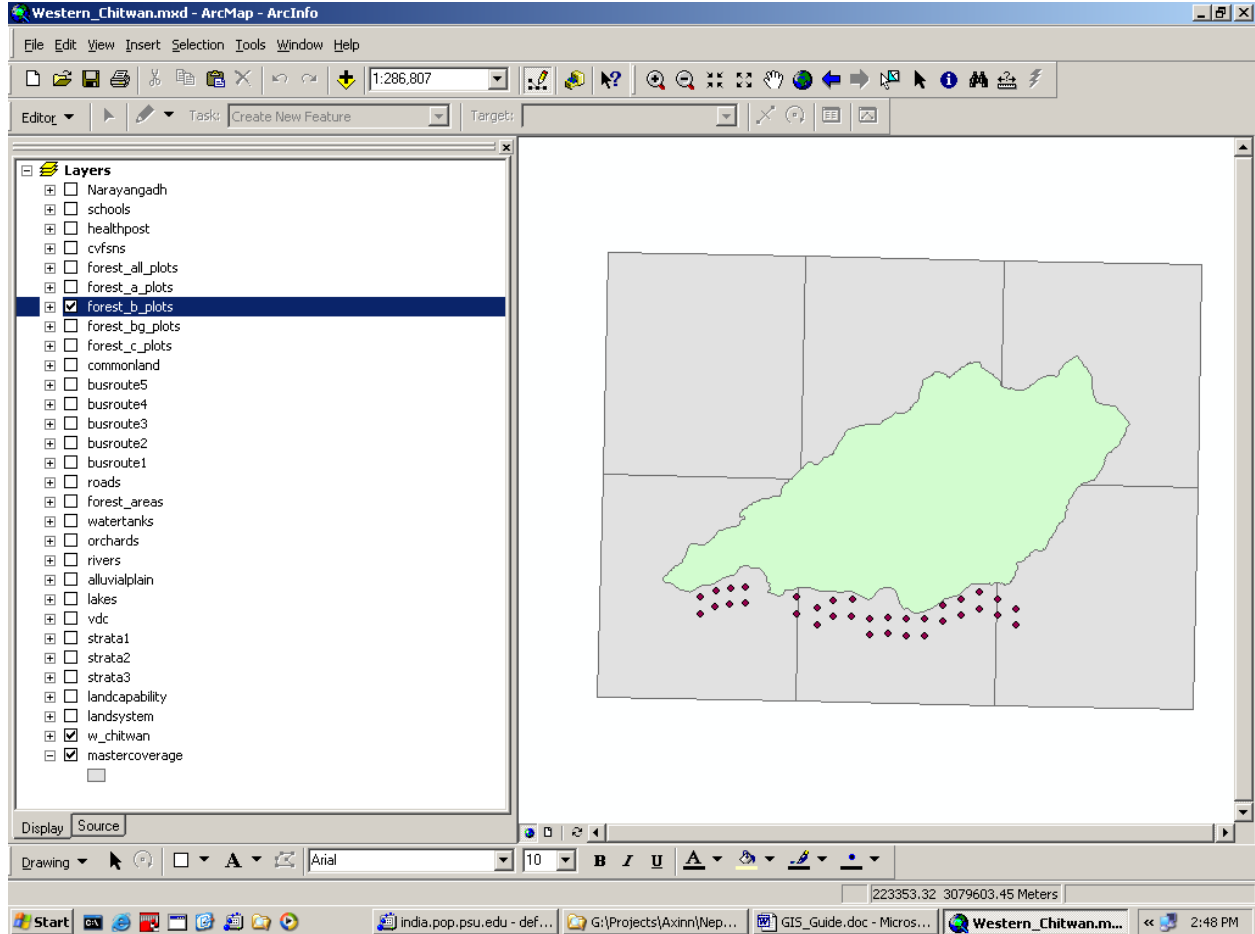 Western_Chitwan.mxd - ArcMap - ArcInfo
File Edit View Insert Selection Tools Window Help
1:286,807
Editor Task: Create New Feature Target:
Layers
Narayangadh
schools
healthpost
cvfsns
forest_all_plots
forest_a_plots
forest_b_plots
forest_bg_plots
forest_c_plots
commonland
busroute5
busroute4
busroute3
busroute2
busroute1
roads
forest_areas
watertanks
orchards
rivers
alluvialplain
lakes
vdc
strata1
strata2
strata3
landcapability
landsystem
w_chitwan
mastercoverage
Display Source
Drawing A Arial 10 B I U A
223353.32 3079603.45 Meters
Start india.pop.psu.edu - def... G:\Projects\Axinn\Nep... GIS_Guide.doc - Micros... Western_Chitwan.m... « 2:48 PM